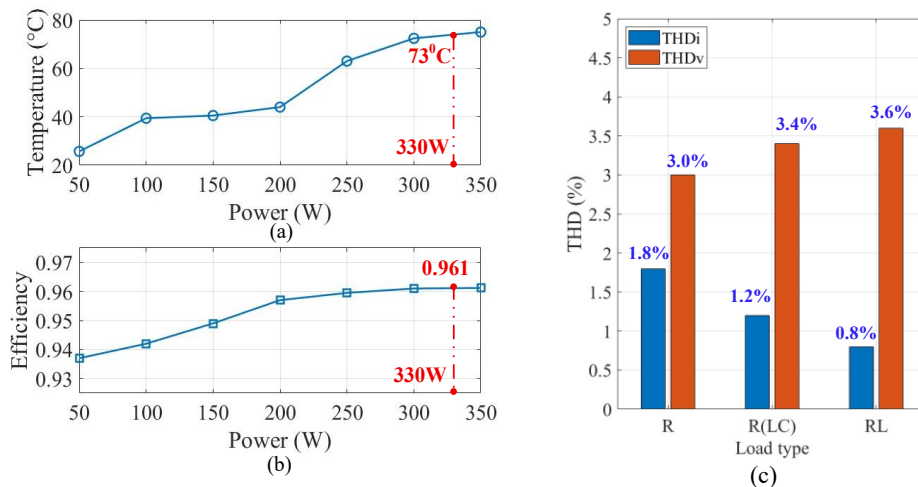 (a)
80
60
40
20
Temperature (°C)
73⁰C
330W
50 100 150 200 250 300 350
Power (W)
(a)
0.97
0.96
0.95
0.94
0.93
Efficiency
0.961
330W
50 100 150 200 250 300 350
Power (W)
(b)
5
4.5
4
3.5
3
2.5
2
1.5
1
0.5
0
THD (%)
THDi
THDv
1.8%
3.0%
1.2%
3.4%
0.8%
3.6%
R R(LC) RL
Load type
(c)